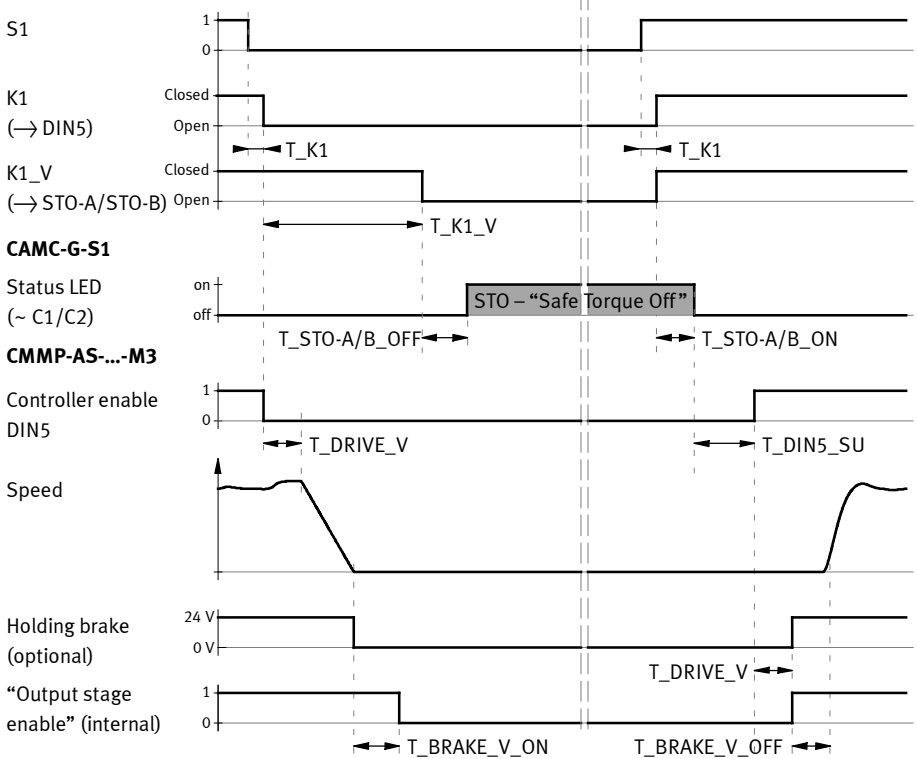 S1
1
0
K1
(→ DIN5)
Closed
Open
T_K1
T_K1
K1_V
(→ STO-A/STO-B)
Closed
Open
T_K1_V
CAMC-G-S1
Status LED
(~ C1/C2)
on
off
STO – “Safe Torque Off”
T_STO-A/B_OFF
T_STO-A/B_ON
CMMP-AS-...-M3
Controller enable
DIN5
1
0
T_DRIVE_V
T_DIN5_SU
Speed
Holding brake
(optional)
24 V
0 V
T_DRIVE_V
“Output stage
enable” (internal)
1
0
T_BRAKE_V_ON
T_BRAKE_V_OFF